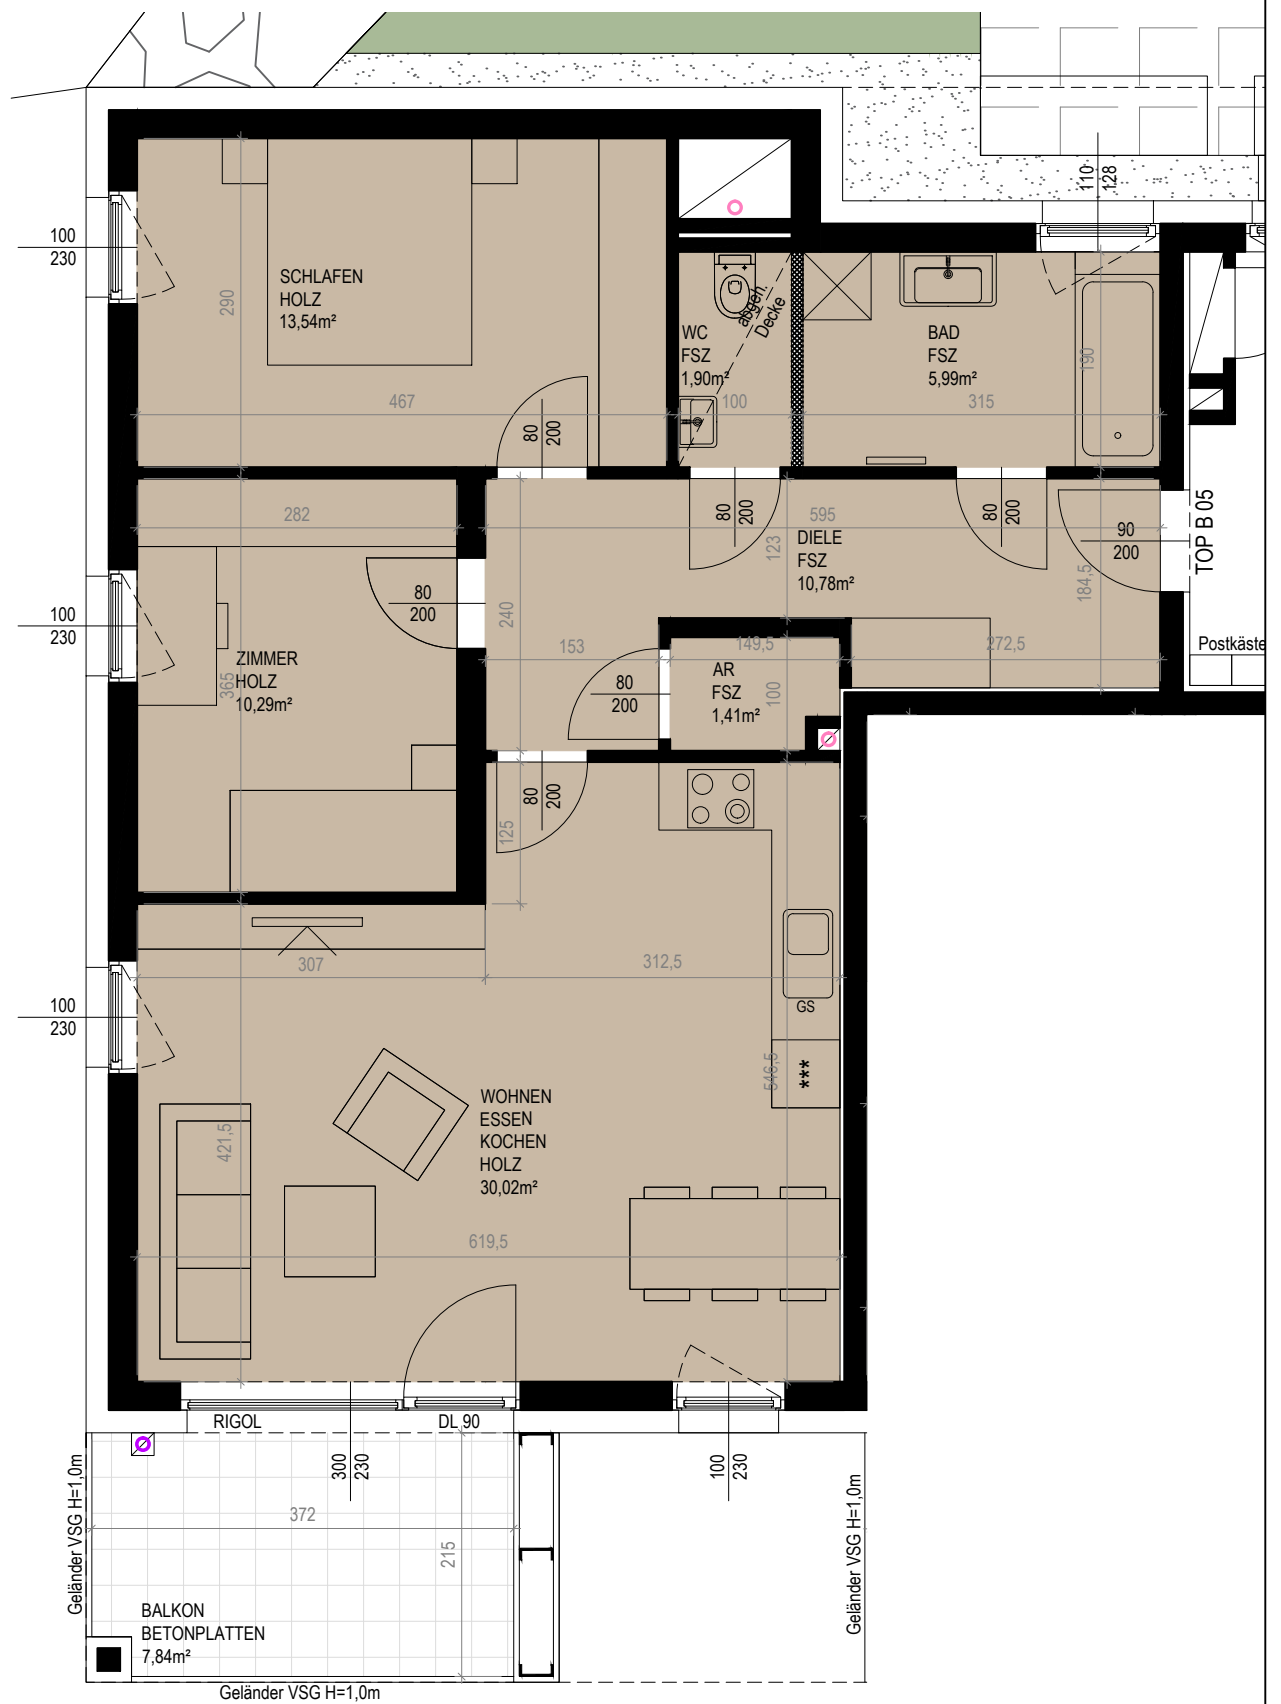 110
128
100
230
290
SCHLAFEN
HOLZ
13,54m²
467
80
200
WC
FSZ
1,90m²
abgeh.
Decke
100
BAD
FSZ
5,99m²
190
315
282
100
230
365
ZIMMER
HOLZ
10,29m²
80
200
240
80
200
595
123
DIELE
FSZ
10,78m²
80
200
90
200
184,5
TOP B 05
Postkäste
153
80
200
149,5
AR
FSZ
1,41m²
100
272,5
80
200
125
307
312,5
100
230
GS
546,5
***
421,5
WOHNEN
ESSEN
KOCHEN
HOLZ
30,02m²
619,5
RIGOL
DL 90
300
230
100
230
Geländer VSG H=1,0m
372
215
Geländer VSG H=1,0m
BALKON
BETONPLATTEN
7,84m²
Geländer VSG H=1,0m